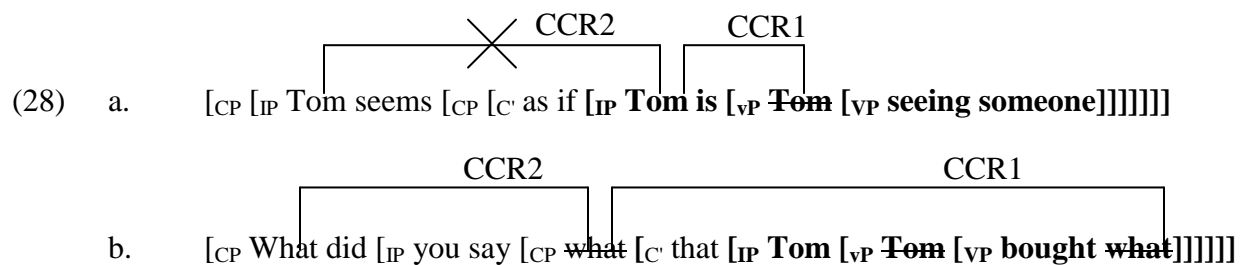 CCR2 CCR1
(28) a. [CP [IP Tom seems [CP [C' as if [IP Tom is [vP Tom [VP seeing someone]]]]]]]
CCR2 CCR1
b. [CP What did [IP you say [CP what [C' that [IP Tom [vP Tom [VP bought what]]]]]]